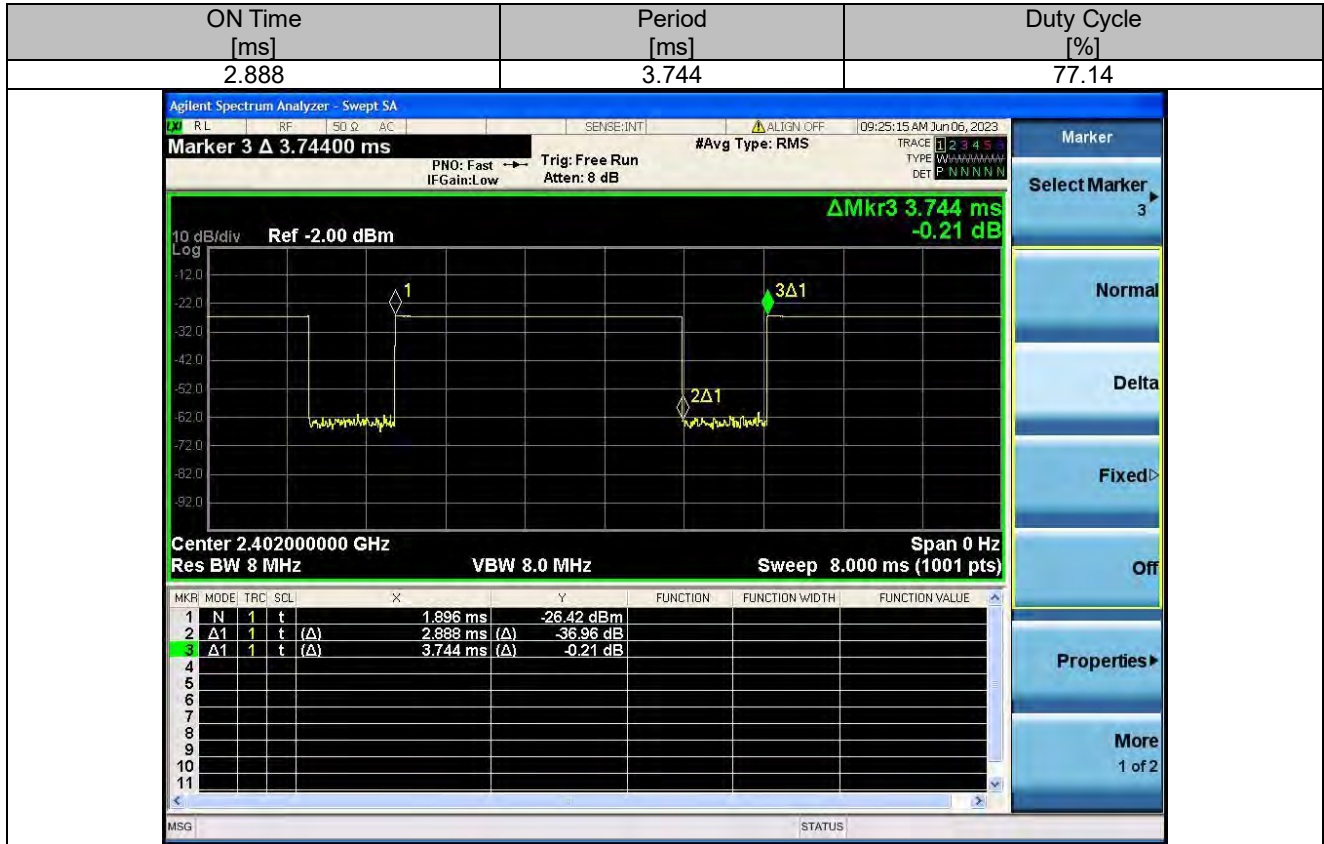 ON Time [ms] Period [ms] Duty Cycle [%]
2.888 3.744 77.14
Agilent Spectrum Analyzer - Swept SA
LXI RL RF 50 Ω AC SENSE:INT ALIGN OFF 09:25:15 AM Jun 06, 2023
Marker 3 Δ 3.74400 ms
PNO: Fast Trig: Free Run #Avg Type: RMS TRACE 1 2 3 4 5
IFGain:Low Atten: 8 dB TYPE
DET P N N N N N
ΔMkr3 3.744 ms
-0.21 dB
10 dB/div Ref -2.00 dBm
Log
-12.0
-22.0
-32.0
-42.0
-52.0
-62.0
-72.0
-82.0
-92.0
1
3Δ1
2Δ1
Center 2.402000000 GHz Span 0 Hz
Res BW 8 MHz VBW 8.0 MHz Sweep 8.000 ms (1001 pts)
MKR MODE TRC SCL X Y FUNCTION FUNCTION WIDTH FUNCTION VALUE
1 N 1 t 1.896 ms -26.42 dBm
2 Δ1 1 t (Δ) 2.888 ms (Δ) -36.96 dB
3 Δ1 1 t (Δ) 3.744 ms (Δ) -0.21 dB
4
5
6
7
8
9
10
11
MSG STATUS
Marker
Select Marker
3
Normal
Delta
Fixed
Off
Properties
More
1 of 2